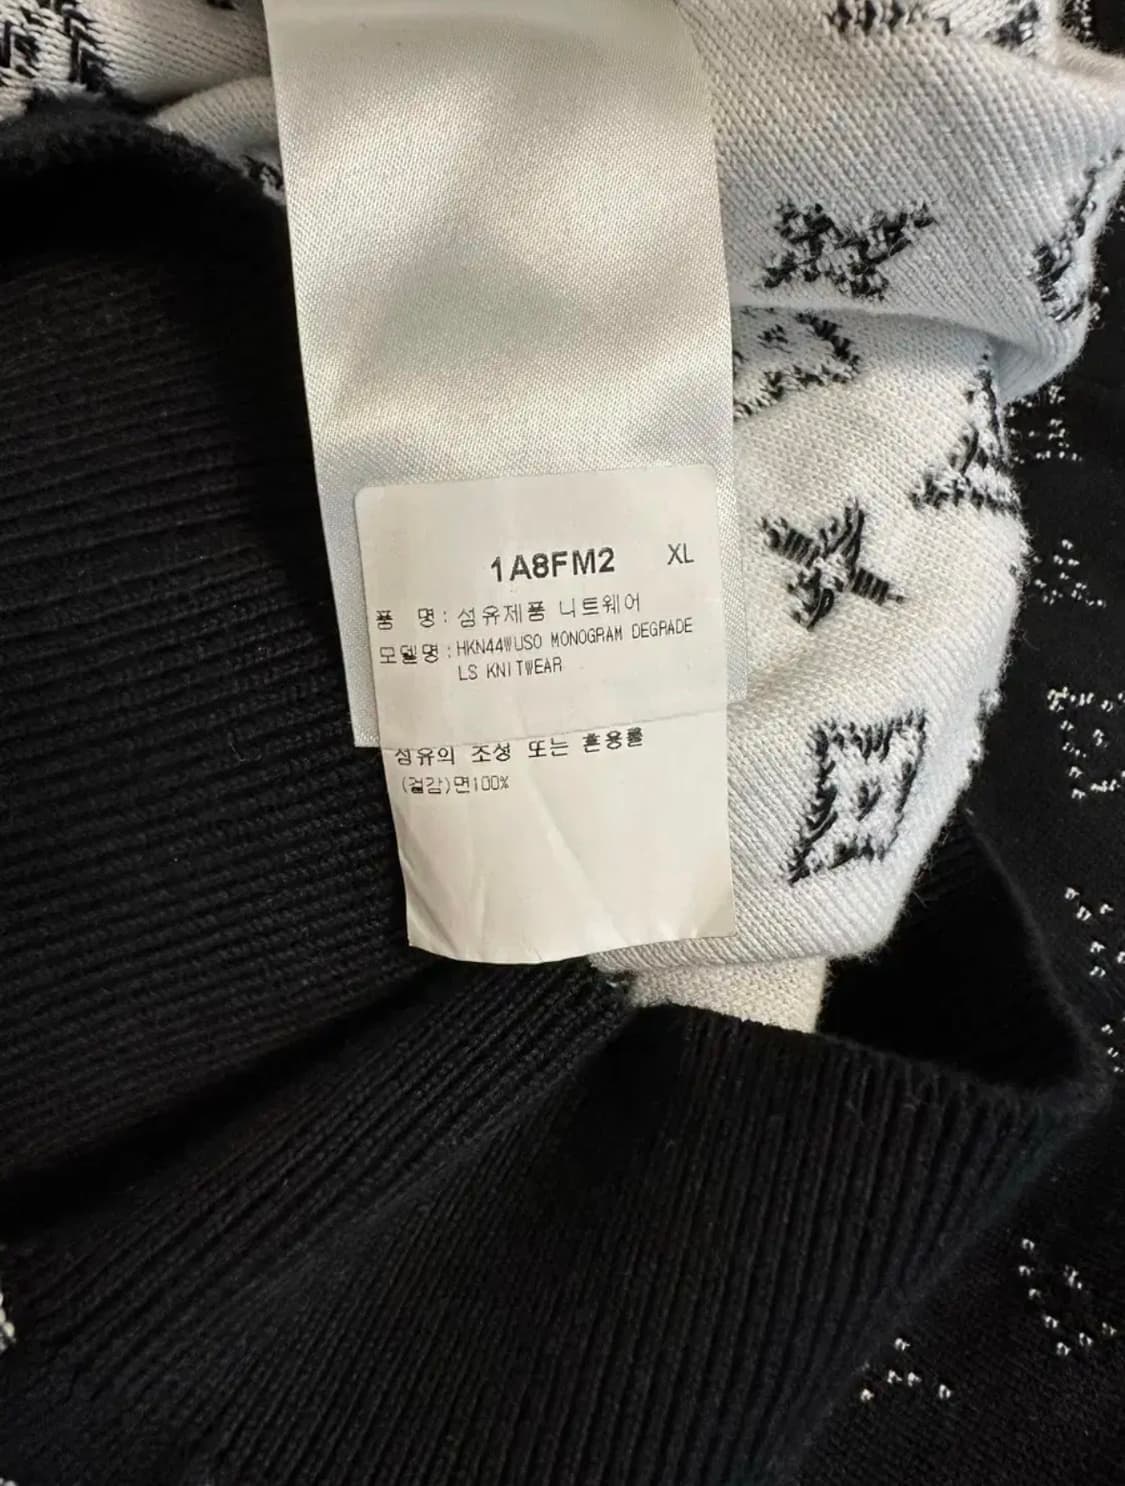 1A8FM2 XL
품 명 : 섬유제품 니트웨어
모델명 : HKN44WUSO MONOGRAM DEGRADE
LS KNITWEAR
섬유의 조성 또는 혼용률
(겉감)면100%